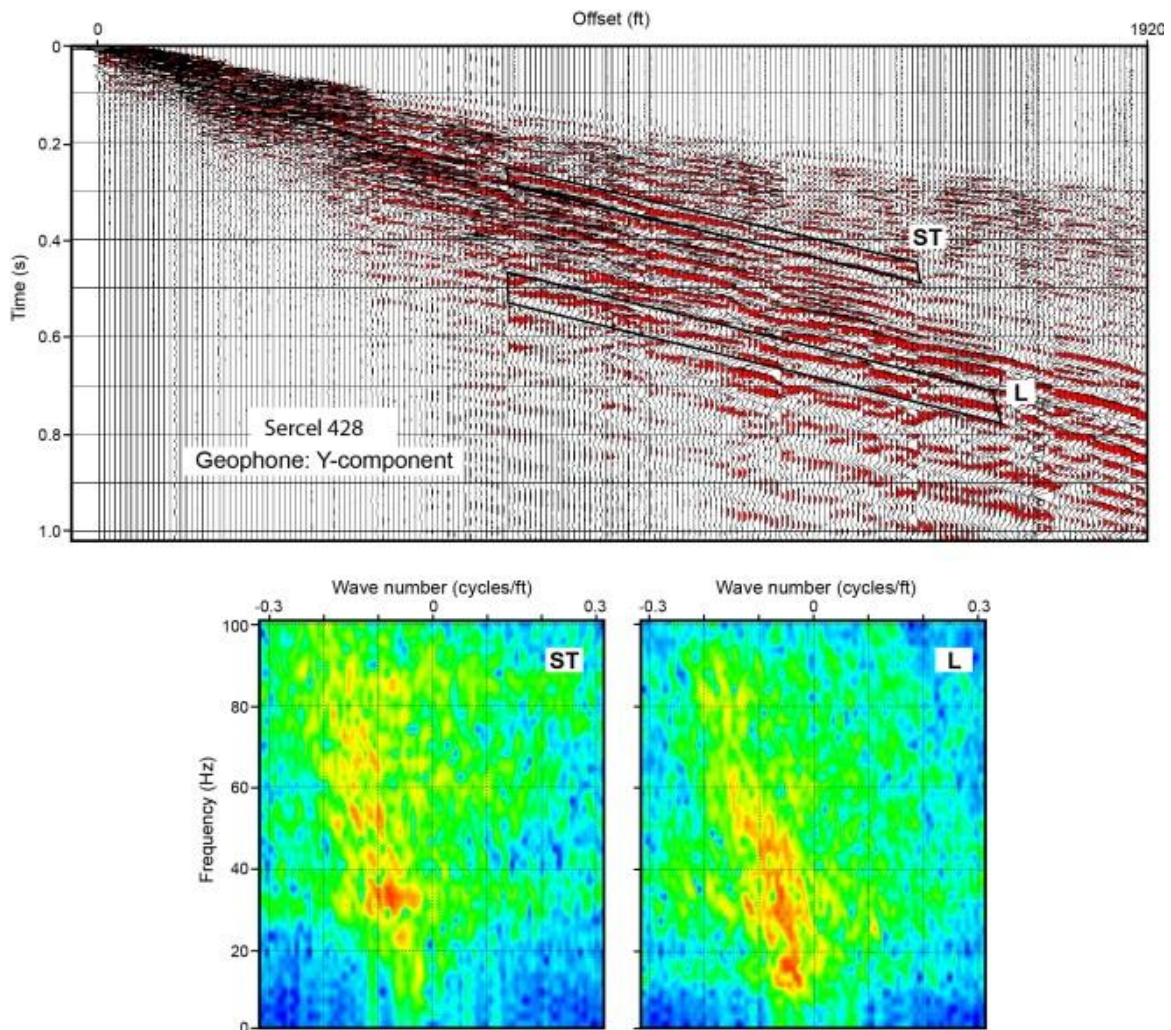 Offset (ft)
0 1920
0
0.2
0.4
0.6
0.8
1.0
Time (s)
ST
L
Sercel 428
Geophone: Y-component
Wave number (cycles/ft)
-0.3 0 0.3
Wave number (cycles/ft)
-0.3 0 0.3
100
80
60
40
20
0
Frequency (Hz)
ST
L